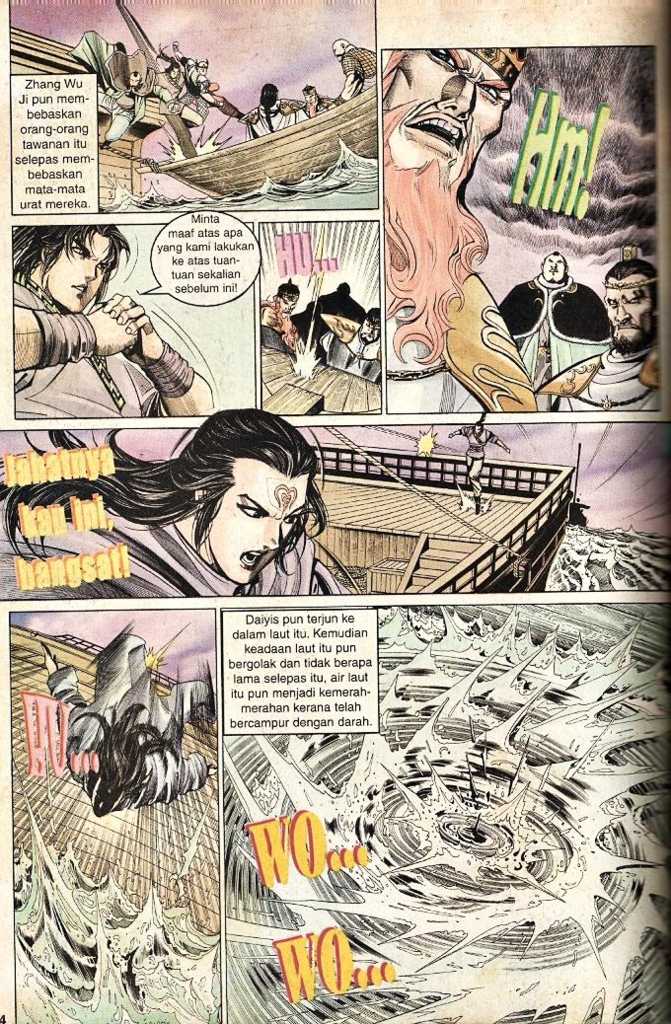 Zhang Wu
Ji pun mem-
bebaskan
orang-orang
tawanan itu
selepas mem-
bebaskan
mata-mata
urat mereka.
Hm!
Minta
maaf atas apa
yang kami lakukan
ke atas tuan-
tuan sekalian
sebelum ini!
HU...
kau ini,
bangsat!
Daiyis pun terjun ke
dalam laut itu. Kemudian
keadaan laut itu pun
bergolak dan tidak berapa
lama selepas itu, air laut
itu pun menjadi kemerah-
merahan kerana telah
bercampur dengan darah.
WO...
WO...
4